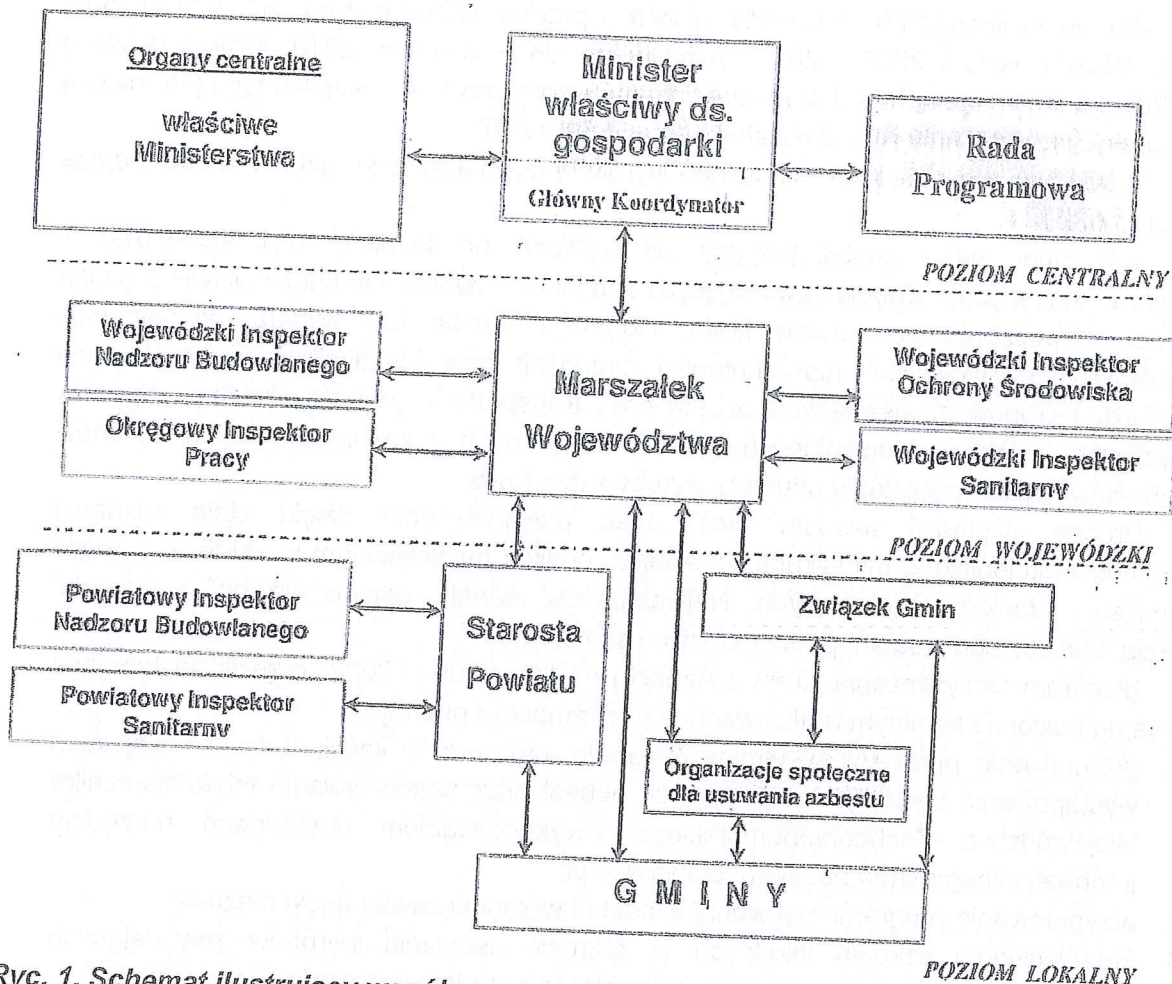 Organy centralne
właściwe
Ministerstwa
Minister
właściwy ds.
gospodarki
Główny Koordynator
Rada
Programowa
POZIOM CENTRALNY
Wojewódzki Inspektor
Nadzoru Budowlanego
Okręgowy Inspektor
Pracy
Marszałek
Województwa
Wojewódzki Inspektor
Ochrony Środowiska
Wojewódzki Inspektor
Sanitarny
POZIOM WOJEWÓDZKI
Powiatowy Inspektor
Nadzoru Budowlanego
Powiatowy Inspektor
Sanitarny
Starosta
Powiatu
Związek Gmin
Organizacje społeczne
dla usuwania azbestu
G M I N Y
POZIOM LOKALNY
Ryc. 1. Schemat ilustrujący